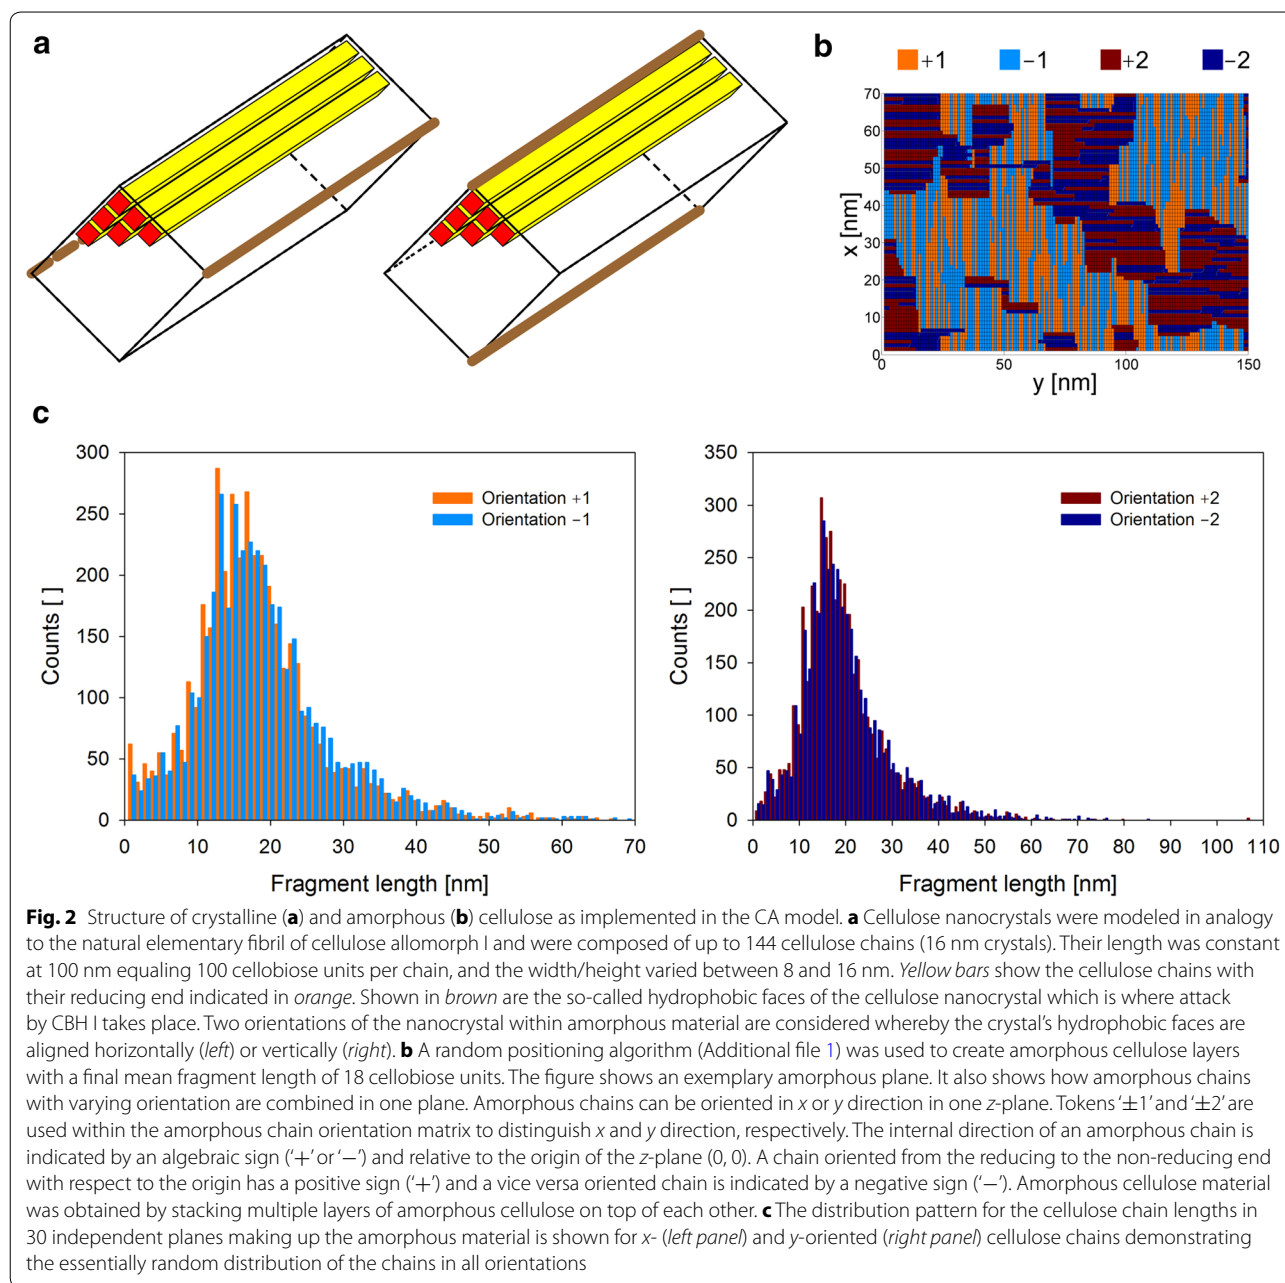 a
b
+1 −1 +2 −2
70
60
50
40
30
20
10
0
x [nm]
0 50 100 150
y [nm]
c
300
250
200
150
100
50
0
Counts [ ]
Orientation +1
Orientation −1
0 10 20 30 40 50 60 70
Fragment length [nm]
350
300
250
200
150
100
50
0
Counts [ ]
Orientation +2
Orientation −2
0 10 20 30 40 50 60 70 80 90 100 110
Fragment length [nm]
Fig. 2 Structure of crystalline (a) and amorphous (b) cellulose as implemented in the CA model. a Cellulose nanocrystals were modeled in analogy
to the natural elementary fibril of cellulose allomorph I and were composed of up to 144 cellulose chains (16 nm crystals). Their length was constant
at 100 nm equaling 100 cellobiose units per chain, and the width/height varied between 8 and 16 nm. Yellow bars show the cellulose chains with
their reducing end indicated in orange. Shown in brown are the so-called hydrophobic faces of the cellulose nanocrystal which is where attack
by CBH I takes place. Two orientations of the nanocrystal within amorphous material are considered whereby the crystal’s hydrophobic faces are
aligned horizontally (left) or vertically (right). b A random positioning algorithm (Additional file 1) was used to create amorphous cellulose layers
with a final mean fragment length of 18 cellobiose units. The figure shows an exemplary amorphous plane. It also shows how amorphous chains
with varying orientation are combined in one plane. Amorphous chains can be oriented in x or y direction in one z-plane. Tokens ‘±1’ and ‘±2’ are
used within the amorphous chain orientation matrix to distinguish x and y direction, respectively. The internal direction of an amorphous chain is
indicated by an algebraic sign (‘+’ or ‘−’) and relative to the origin of the z-plane (0, 0). A chain oriented from the reducing to the non-reducing end
with respect to the origin has a positive sign (‘+’) and a vice versa oriented chain is indicated by a negative sign (‘−’). Amorphous cellulose material
was obtained by stacking multiple layers of amorphous cellulose on top of each other. c The distribution pattern for the cellulose chain lengths in
30 independent planes making up the amorphous material is shown for x- (left panel) and y-oriented (right panel) cellulose chains demonstrating
the essentially random distribution of the chains in all orientations